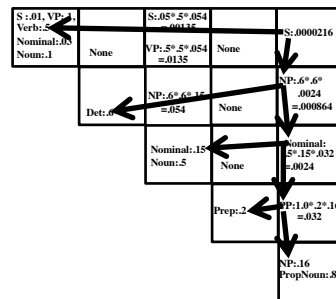 S :.01, VP:.1,
Verb:.5
Nominal:.03
Noun:.1
None
S:.05*.5*.054
=.00135
VP:.5*.5*.054
=.0135
None
S:.0000216
Det:.6
NP:.6*.6*.15
=.054
None
NP:.6*.6*
.0024
=.000864
Nominal:.15
Noun:.5
None
Nominal:
.5*.15*.032
=.0024
Prep:.2
PP:1.0*.2*.16
=.032
NP:.16
PropNoun:.8